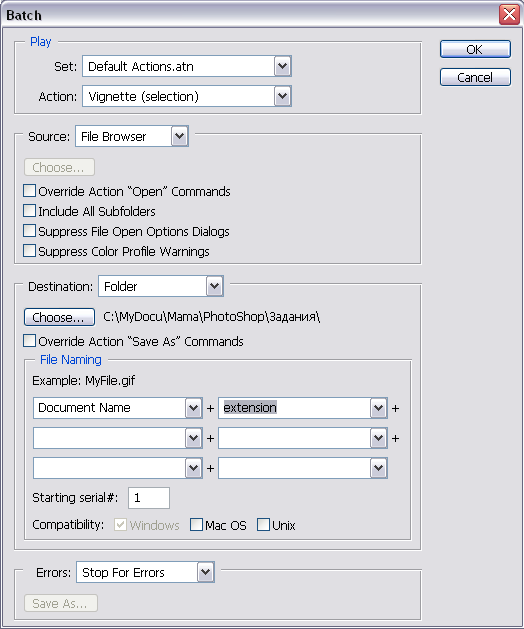 Batch
Play
OK
Set: Default Actions.atn
Cancel
Action: Vignette (selection)
Source: File Browser
Choose...
Override Action “Open” Commands
Include All Subfolders
Suppress File Open Options Dialogs
Suppress Color Profile Warnings
Destination: Folder
Choose... C:\MyDocu\Mama\PhotoShop\Задания\
Override Action “Save As” Commands
File Naming
Example: MyFile.gif
Document Name + extension +
+ +
+
Starting serial#: 1
Compatibility: Windows Mac OS Unix
Errors: Stop For Errors
Save As...